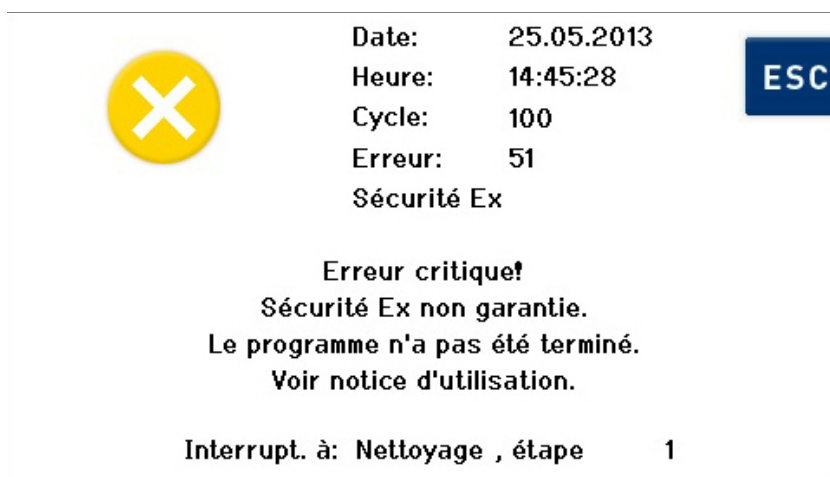 Date: 25.05.2013
Heure: 14:45:28
ESC
Cycle: 100
Erreur: 51
Sécurité Ex
Erreur critique!
Sécurité Ex non garantie.
Le programme n'a pas été terminé.
Voir notice d'utilisation.
Interrupt. à: Nettoyage , étape 1